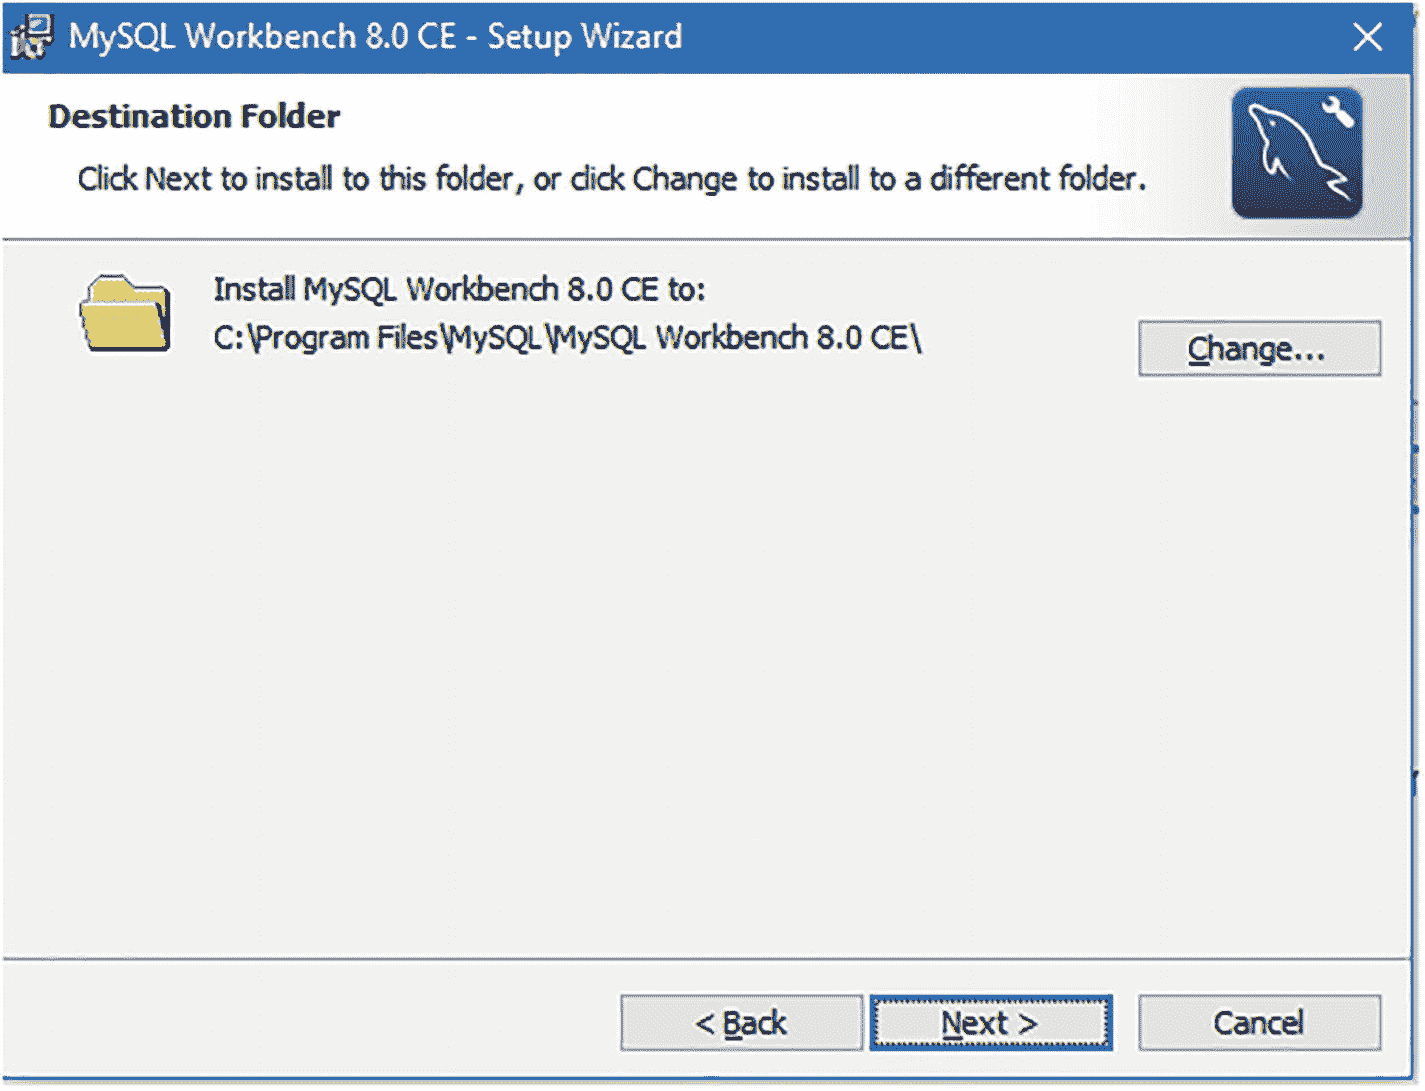 MySQL Workbench 8.0 CE - Setup Wizard
Destination Folder
Click Next to install to this folder, or click Change to install to a different folder.
Install MySQL Workbench 8.0 CE to:
C:\Program Files\MySQL\MySQL Workbench 8.0 CE\
Change...
< Back
Next >
Cancel